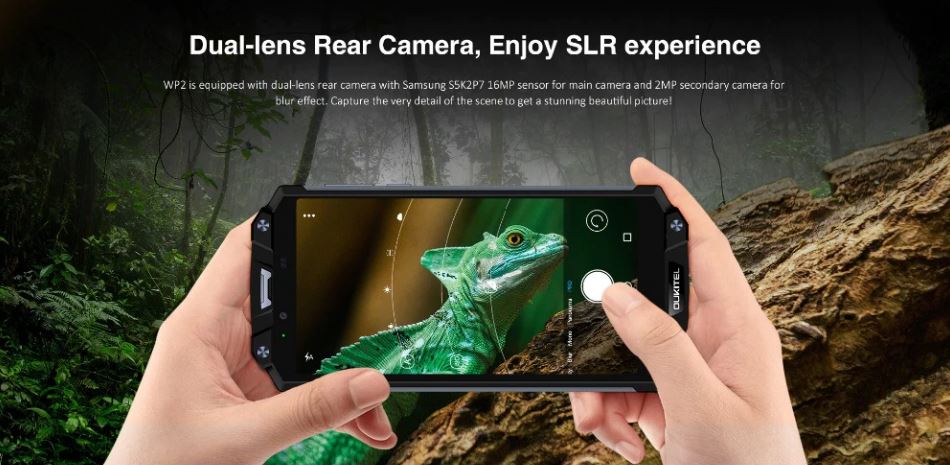 Dual-lens Rear Camera, Enjoy SLR experience
WP2 is equipped with dual-lens rear camera with Samsung S5K2P7 16MP sensor for main camera and 2MP secondary camera for
blur effect. Capture the very detail of the scene to get a stunning beautiful picture!
OUKITEL
PRO
Panorama
Mono
Blur